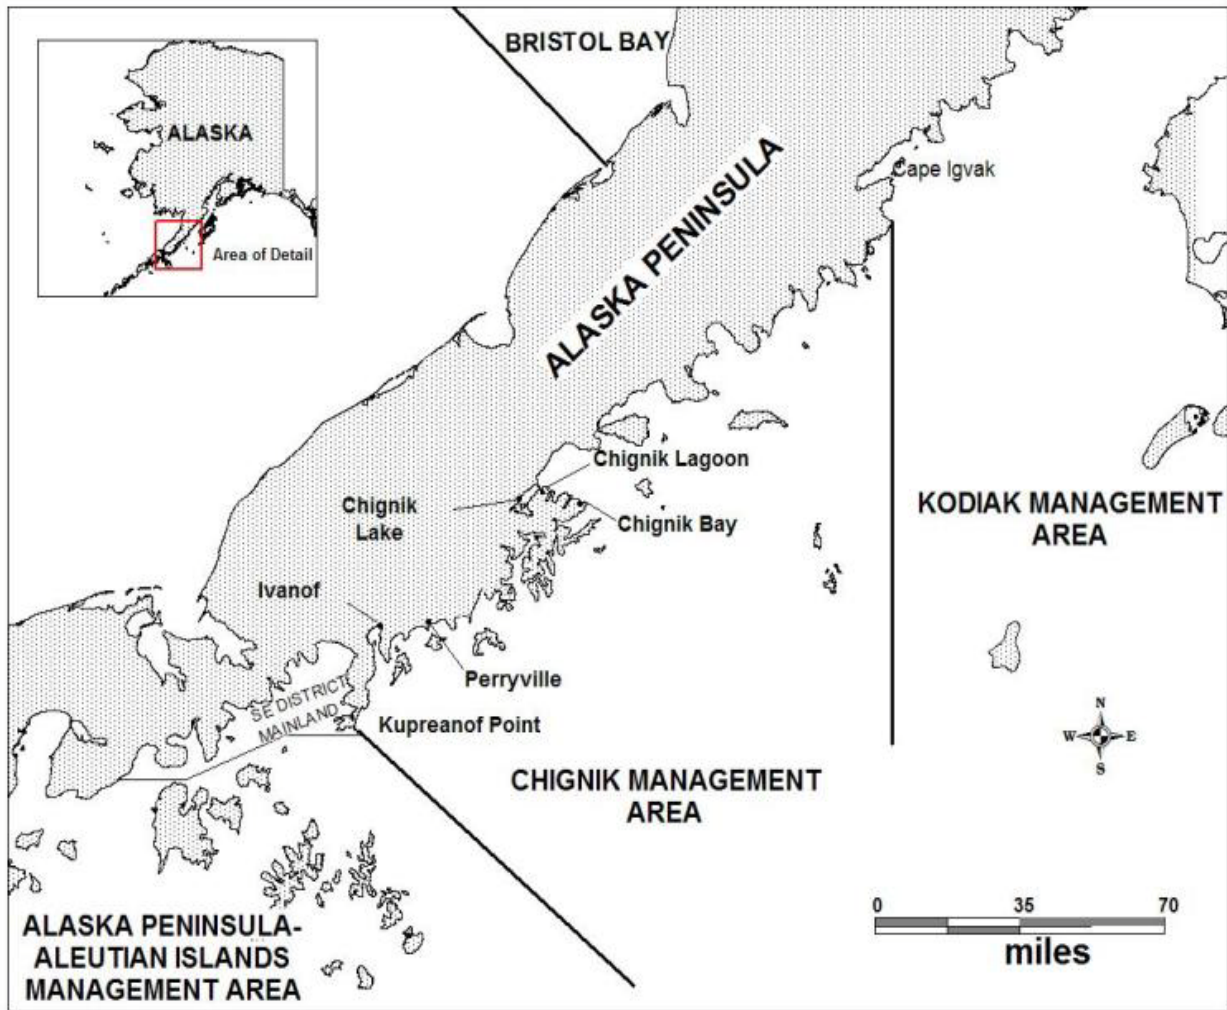 BRISTOL BAY
ALASKA
Area of Detail
ALASKA PENINSULA
Cape Igvak
Chignik Lagoon
Chignik
Lake
Chignik Bay
KODIAK MANAGEMENT
AREA
Ivanof
Perryville
SE DISTRICT
MAINLAND
Kupreanof Point
N
W E
S
CHIGNIK MANAGEMENT
AREA
0 35 70
miles
ALASKA PENINSULA-
ALEUTIAN ISLANDS
MANAGEMENT AREA